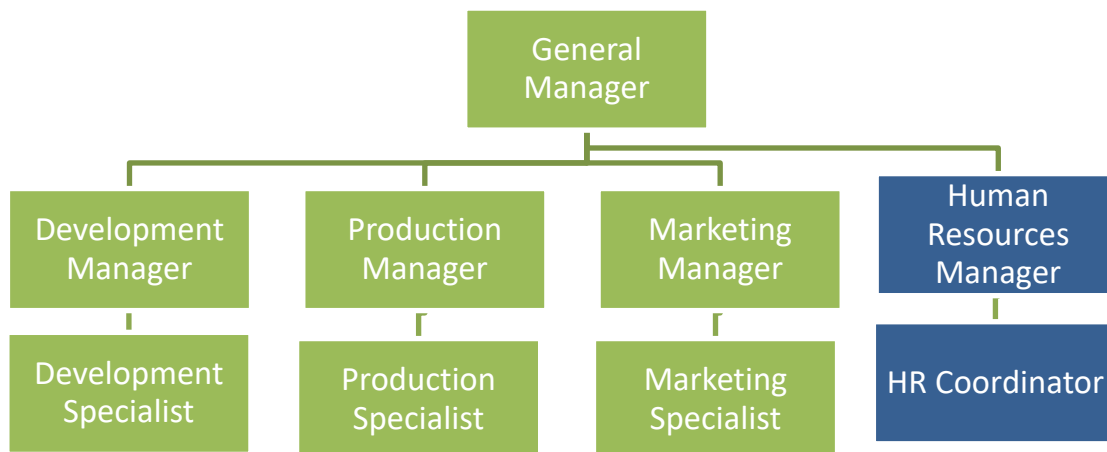 General
Manager
Development
Manager
Production
Manager
Marketing
Manager
Human
Resources
Manager
Development
Specialist
Production
Specialist
Marketing
Specialist
HR Coordinator